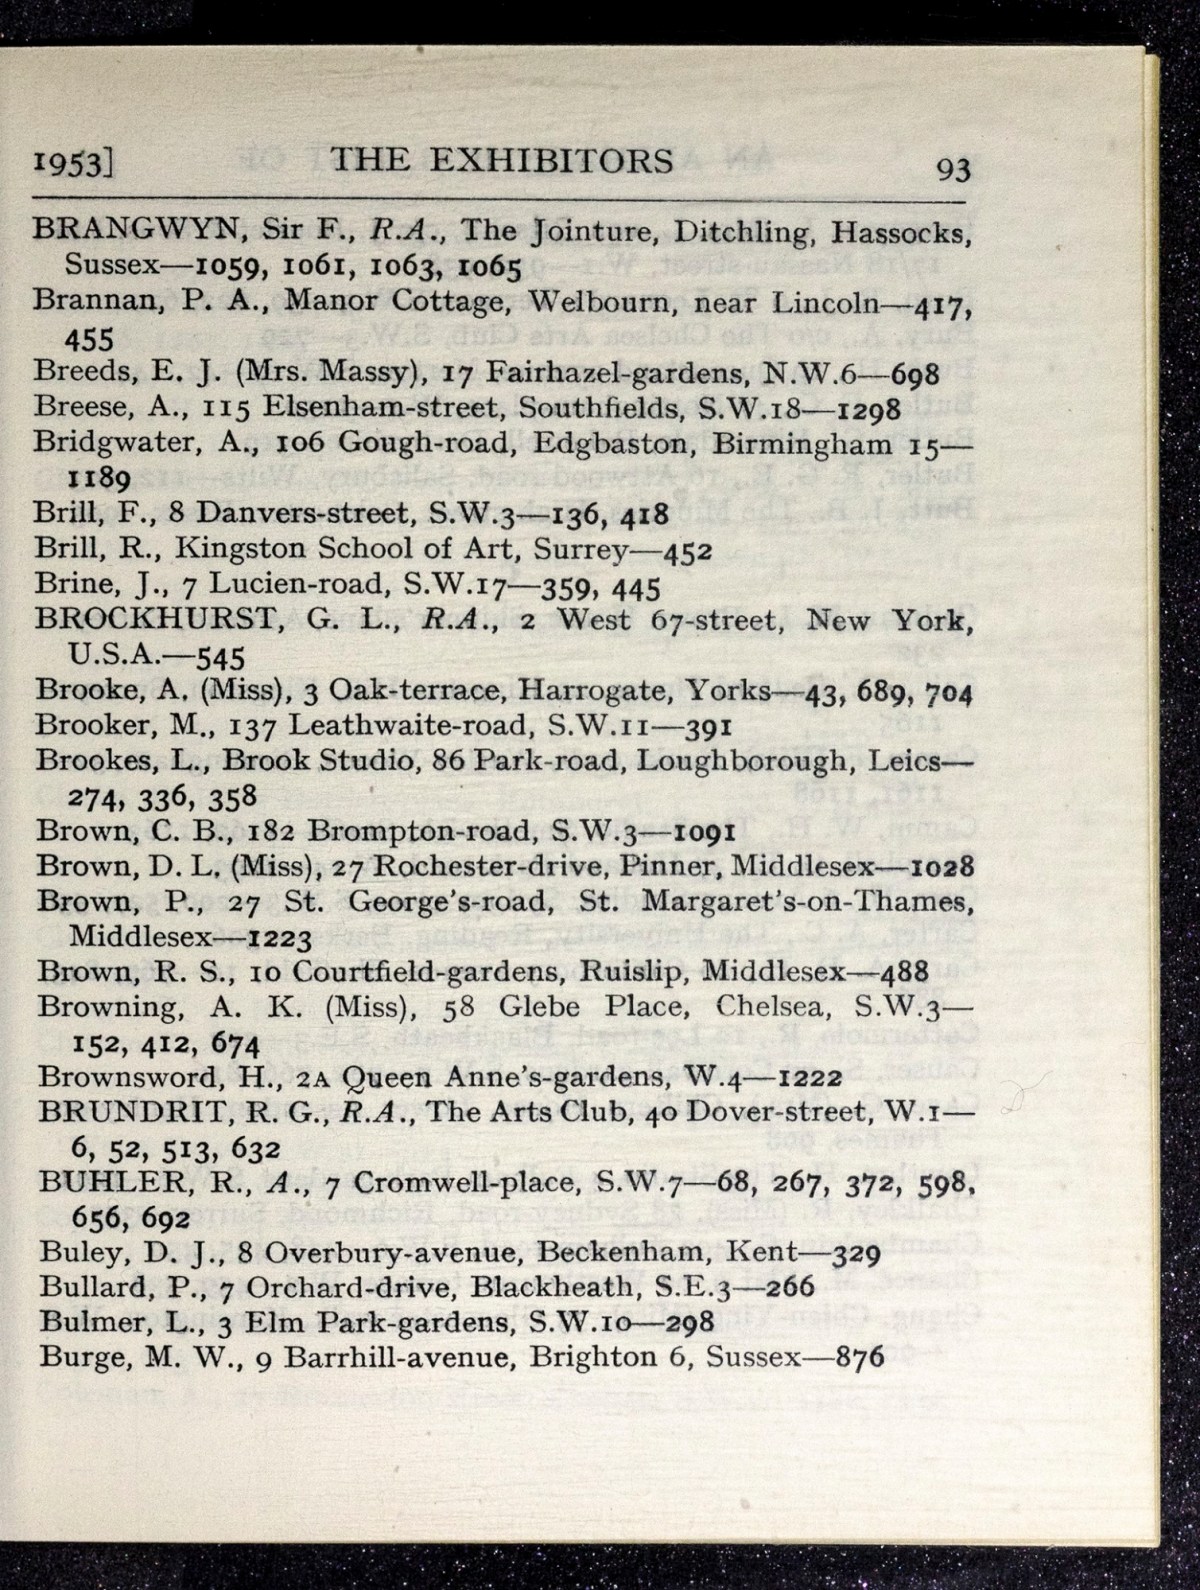 1953] THE EXHIBITORS 93
BRANGWYN, Sir F., R.A., The Jointure, Ditchling, Hassocks,
Sussex—1059, 1061, 1063, 1065
Brannan, P. A., Manor Cottage, Welbourn, near Lincoln—417,
455
Breeds, E. J. (Mrs. Massy), 17 Fairhazel-gardens, N.W.6—698
Breese, A., 115 Elsenham-street, Southfields, S.W.18—1298
Bridgwater, A., 106 Gough-road, Edgbaston, Birmingham 15—
1189
Brill, F., 8 Danvers-street, S.W.3—136, 418
Brill, R., Kingston School of Art, Surrey—452
Brine, J., 7 Lucien-road, S.W.17—359, 445
BROCKHURST, G. L., R.A., 2 West 67-street, New York,
U.S.A.—545
Brooke, A. (Miss), 3 Oak-terrace, Harrogate, Yorks—43, 689, 704
Brooker, M., 137 Leathwaite-road, S.W.11—391
Brookes, L., Brook Studio, 86 Park-road, Loughborough, Leics—
274, 336, 358
Brown, C. B., 182 Brompton-road, S.W.3—1091
Brown, D. L. (Miss), 27 Rochester-drive, Pinner, Middlesex—1028
Brown, P., 27 St. George's-road, St. Margaret's-on-Thames,
Middlesex—1223
Brown, R. S., 10 Courtfield-gardens, Ruislip, Middlesex—488
Browning, A. K. (Miss), 58 Glebe Place, Chelsea, S.W.3—
152, 412, 674
Brownsword, H., 2A Queen Anne's-gardens, W.4—1222
BRUNDRIT, R. G., R.A., The Arts Club, 40 Dover-street, W.1—
6, 52, 513, 632
BUHLER, R., A., 7 Cromwell-place, S.W.7—68, 267, 372, 598,
656, 692
Buley, D. J., 8 Overbury-avenue, Beckenham, Kent—329
Bullard, P., 7 Orchard-drive, Blackheath, S.E.3—266
Bulmer, L., 3 Elm Park-gardens, S.W.10—298
Burge, M. W., 9 Barrhill-avenue, Brighton 6, Sussex—876